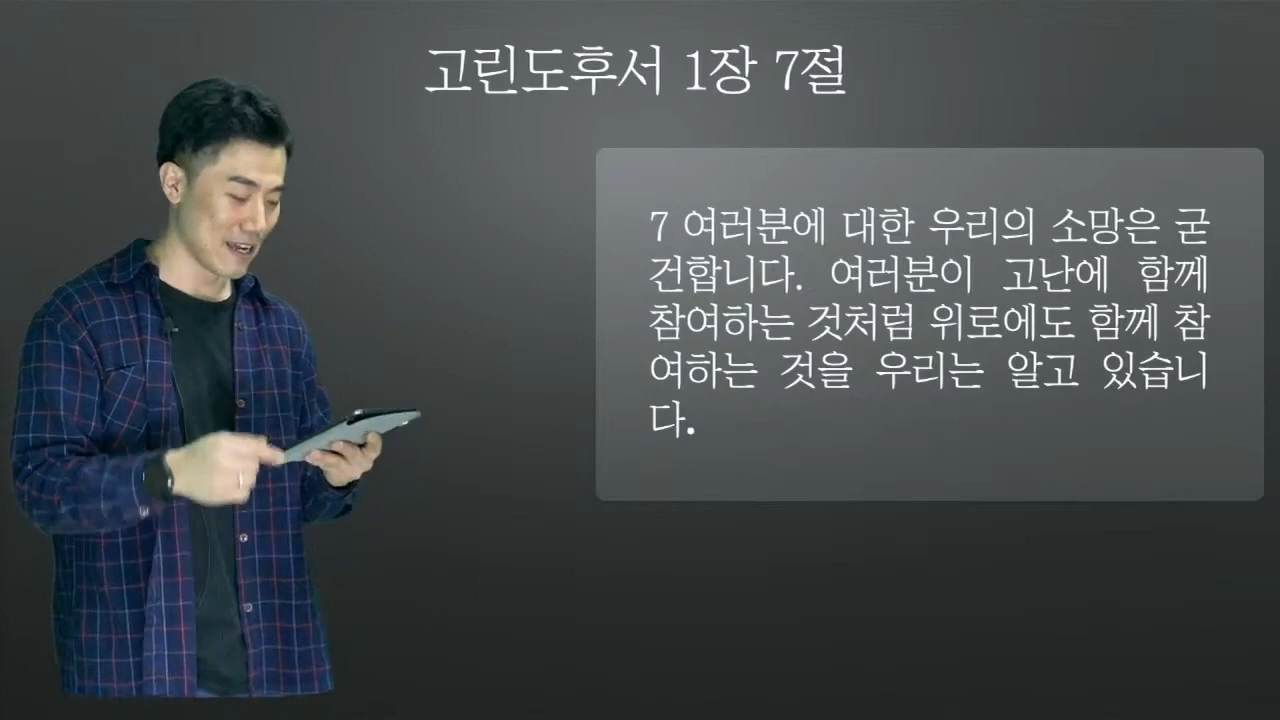 고린도후서 1장 7절
7 여러분에 대한 우리의 소망은 굳
건합니다. 여러분이 고난에 함께
참여하는 것처럼 위로에도 함께 참
여하는 것을 우리는 알고 있습니
다.